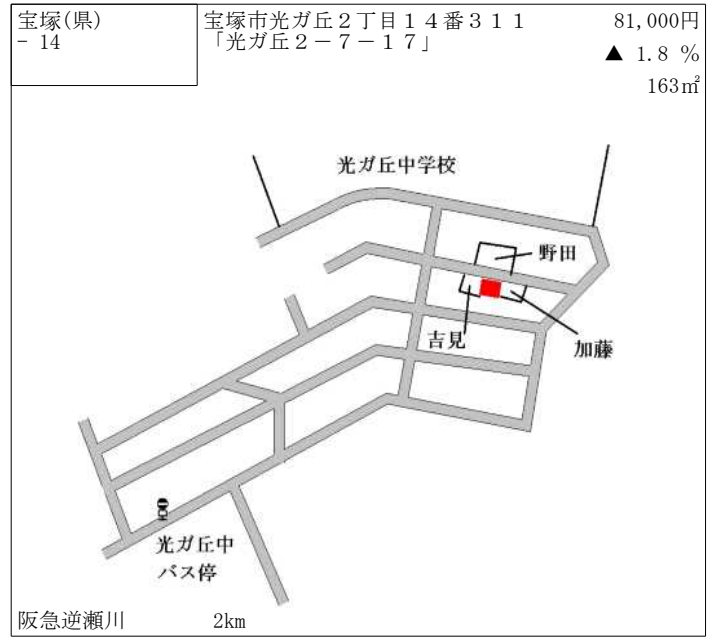 宝塚(県)
- 14
宝塚市光ガ丘２丁目１４番３１１
「光ガ丘２－７－１７」
81,000円
▲ 1.8 %
163㎡
光ガ丘中学校
野田
吉見
加藤
光ガ丘中
バス停
阪急逆瀬川 2km